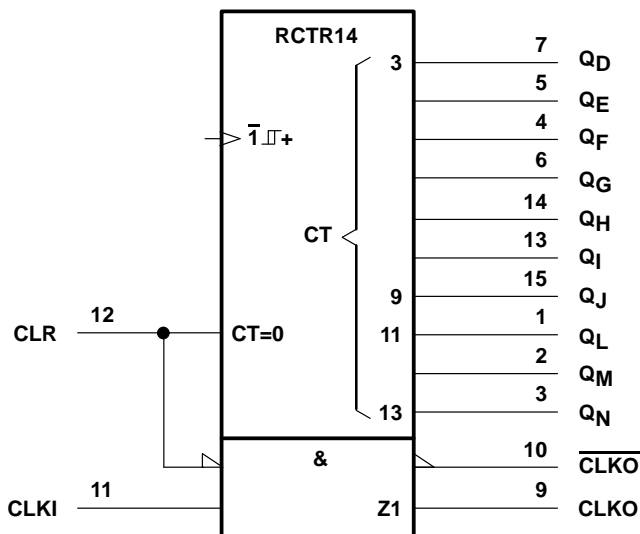 RCTR14
3 7 QD
5 QE
1̅ + 4 QF
6 QG
14 QH
CT 13 QI
9 15 QJ
CLR 12 CT=0 11 1 QL
2 QM
13 3 QN
& 10 C̅L̅K̅O̅
CLKI 11 Z1 9 CLKO